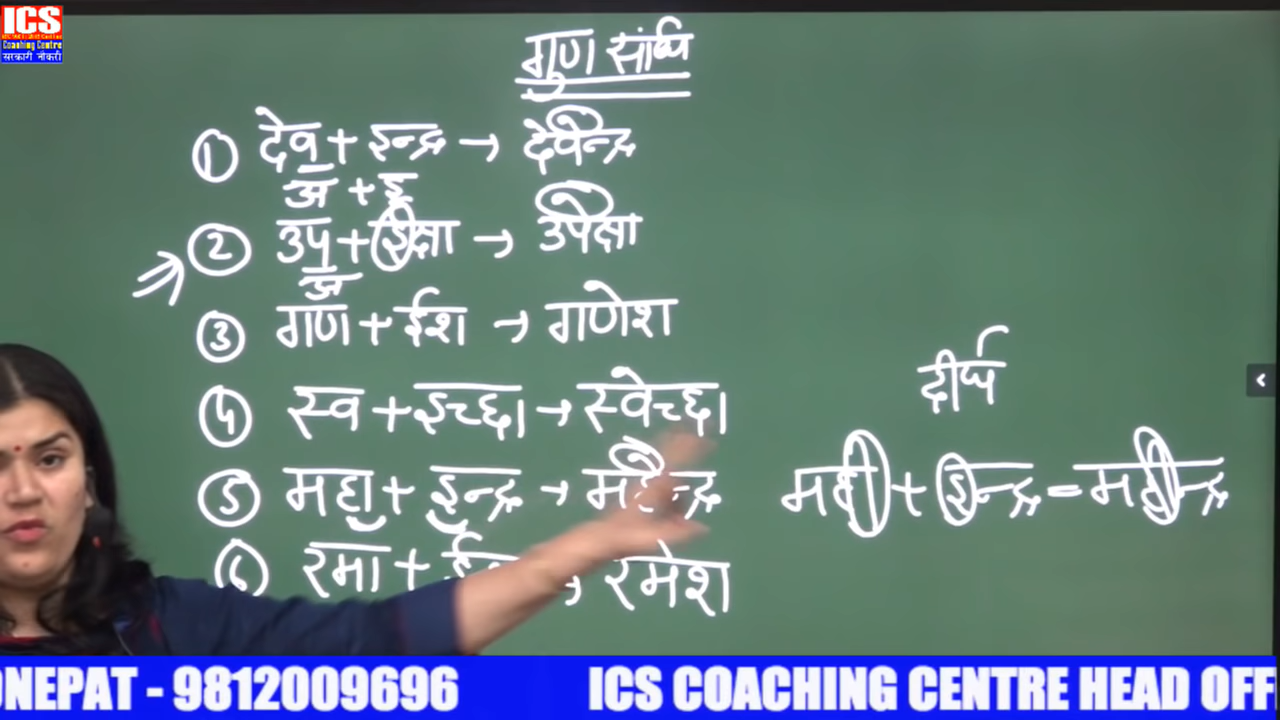 ICS
Coaching Centre
सरकारी नौकरी
गुण संधि
① देव + इन्द्र → देवेन्द्र
अ + इ
② उप + ईक्षा → उपेक्षा
अ
③ गण + ईश → गणेश
④ स्व + इच्छा → स्वेच्छा
दीर्घ
⑤ महा + इन्द्र → महेन्द्र
मही + इन्द्र = महीन्द्र
⑥ रमा + → रमेश
ONEPAT - 9812009696 ICS COACHING CENTRE HEAD OFF